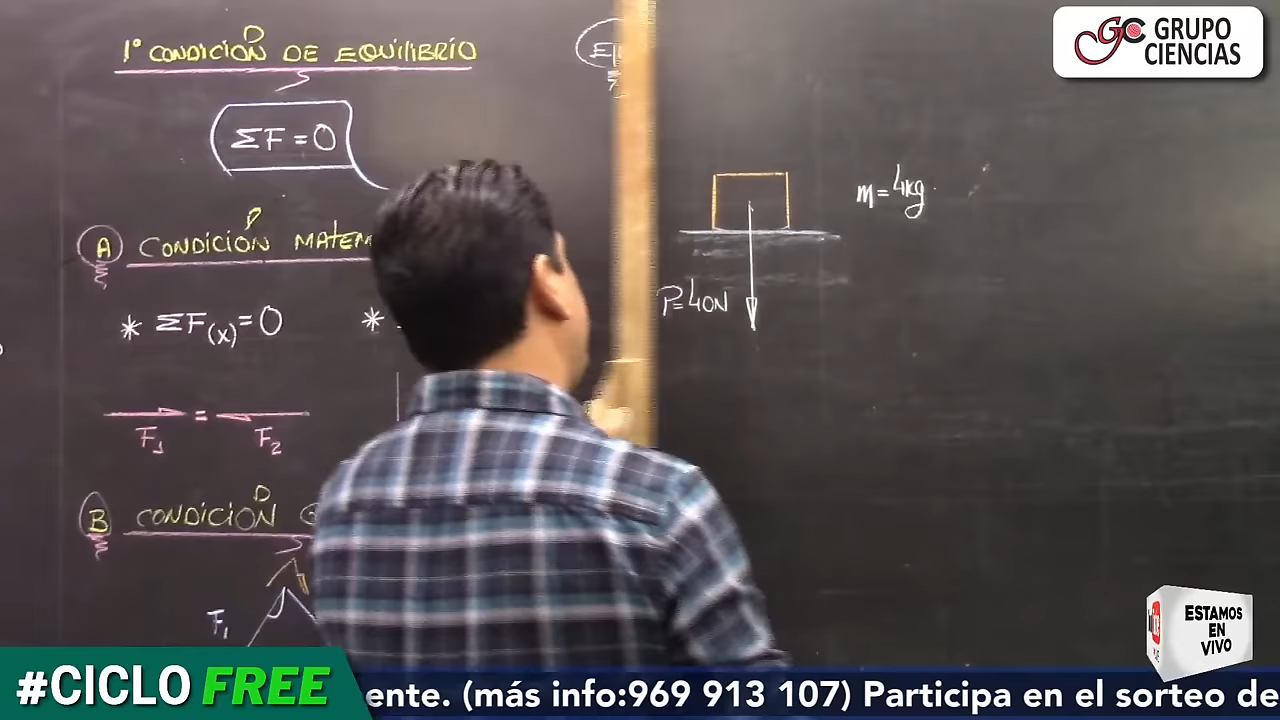 1° CONDICIÓN DE EQUILIBRIO
ΣF = 0
A CONDICIÓN
* ΣF(x) = 0 *
F1 = F2
B CONDICIÓN
F1
m = 4kg
P=40N
GRUPO
CIENCIAS
ESTAMOS
EN
VIVO
#CICLO FREE
ente. (más info:969 913 107) Participa en el sorteo de